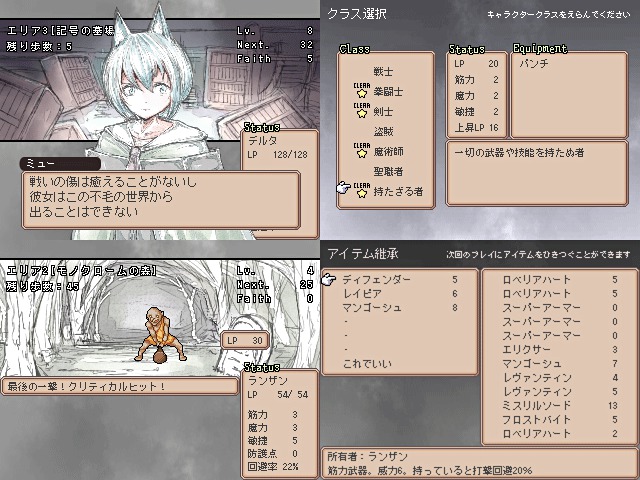 エリア3[記号の墓場]
残り歩数：5
Lv. 8
Next. 32
Faith 5
Status
デルタ
LP 128/128
ミュー
戦いの傷は癒えることがないし
彼女はこの不毛の世界から
出ることはできない
クラス選択
キャラクタークラスをえらんでください
Class
戦士
CLEAR 拳闘士
CLEAR 剣士
盗賊
CLEAR 魔術師
聖職者
CLEAR 持たざる者
Status
LP 20
筋力 2
魔力 2
敏捷 2
上昇LP 16
Equipment
パンチ
一切の武器や技能を持たぬ者
エリア2[モノクロームの森]
残り歩数：45
Lv. 4
Next. 25
Faith 0
LP 30
最後の一撃！クリティカルヒット！
Status
ランザン
LP 54/ 54
筋力 3
魔力 3
敏捷 5
防護点 0
回避率 22%
アイテム継承
次回のプレイにアイテムをひきつぐことができます
ディフェンダー 5
レイピア 6
マンゴーシュ 8
-
-
-
これでいい
ロベリアハート 5
ロベリアハート 5
スーパーアーマー 0
スーパーアーマー 0
スーパーアーマー 0
エリクサー 3
マンゴーシュ 7
レヴァンティン 4
レヴァンティン 5
ミスリルソード 13
フロストバイト 5
ロベリアハート 2
所有者：ランザン
筋力武器。威力6。持っていると打撃回避20%